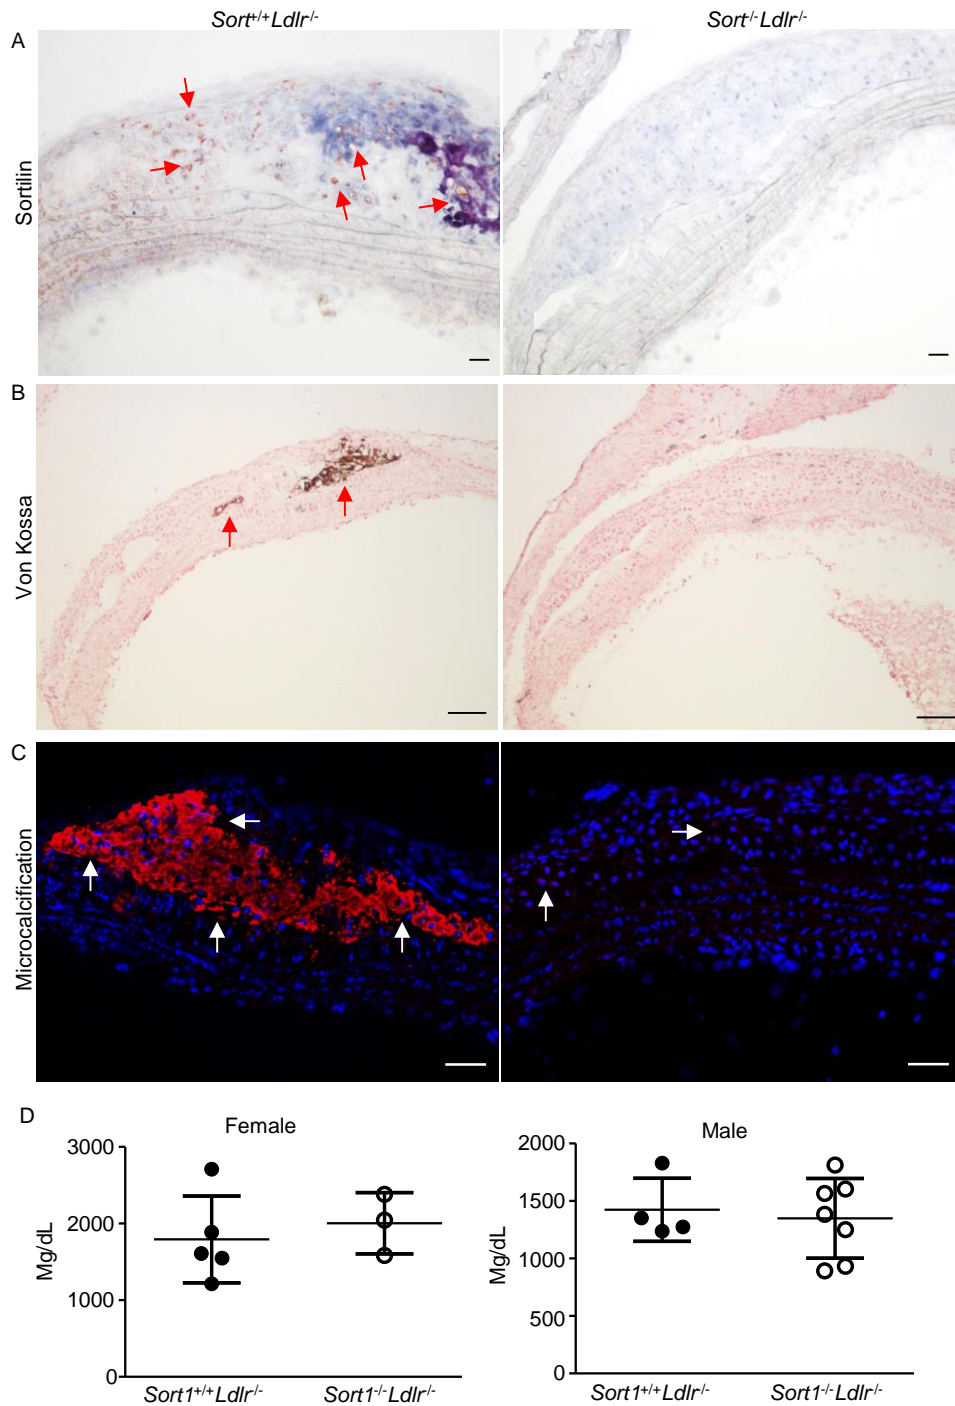 Sort+/+Ldlr-/- Sort-/-Ldlr-/-
A
Sortilin
B
Von Kossa
C
Microcalcification
D
Female
Mg/dL
3000
2000
1000
0
Sort1+/+Ldlr-/- Sort1-/-Ldlr-/-
Male
Mg/dL
2000
1500
1000
500
0
Sort1+/+Ldlr-/- Sort1-/-Ldlr-/-